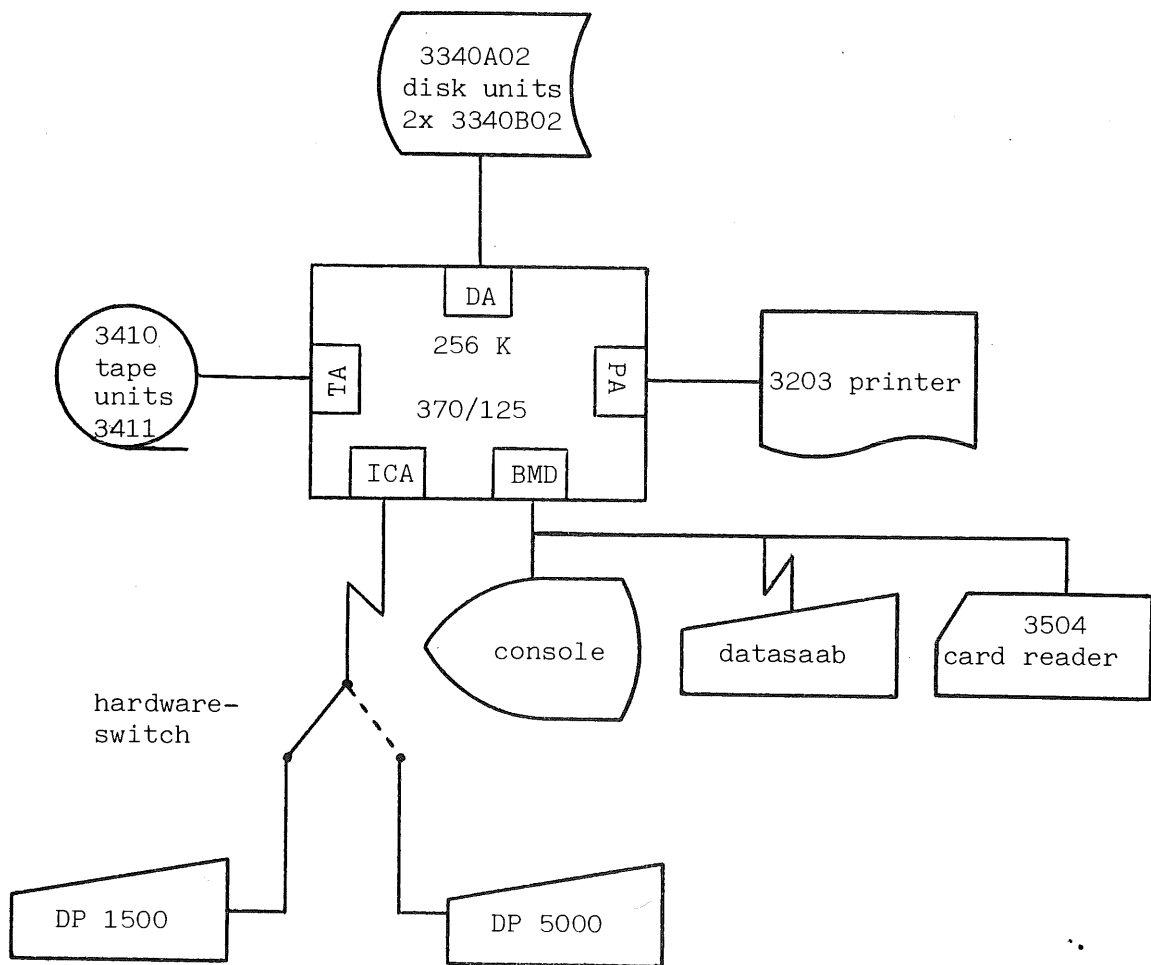 3340A02
disk units
2x 3340B02
DA
256 K
370/125
TA
PA
ICA
BMD
3410
tape
units
3411
3203 printer
console
datasaab
3504
card reader
hardware-
switch
DP 1500
DP 5000